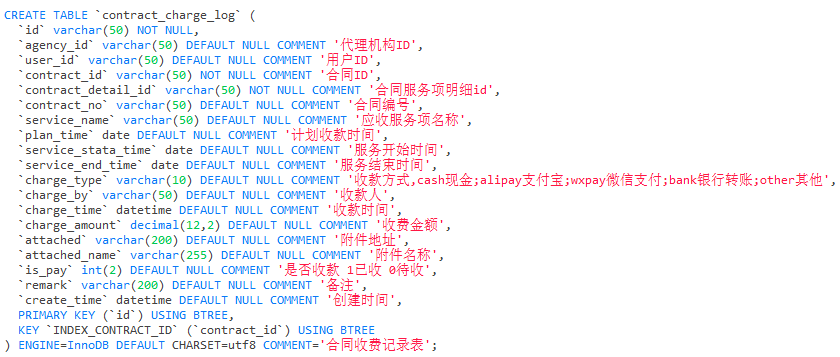 CREATE TABLE `contract_charge_log` (
`id` varchar(50) NOT NULL,
`agency_id` varchar(50) DEFAULT NULL COMMENT '代理机构ID',
`user_id` varchar(50) DEFAULT NULL COMMENT '用户ID',
`contract_id` varchar(50) NOT NULL COMMENT '合同ID',
`contract_detail_id` varchar(50) NOT NULL COMMENT '合同服务项明细id',
`contract_no` varchar(50) DEFAULT NULL COMMENT '合同编号',
`service_name` varchar(50) DEFAULT NULL COMMENT '应收服务项名称',
`plan_time` date DEFAULT NULL COMMENT '计划收款时间',
`service_stata_time` date DEFAULT NULL COMMENT '服务开始时间',
`service_end_time` date DEFAULT NULL COMMENT '服务结束时间',
`charge_type` varchar(10) DEFAULT NULL COMMENT '收款方式,cash现金;alipay支付宝;wxpay微信支付;bank银行转账;other其他',
`charge_by` varchar(50) DEFAULT NULL COMMENT '收款人',
`charge_time` datetime DEFAULT NULL COMMENT '收款时间',
`charge_amount` decimal(12,2) DEFAULT NULL COMMENT '收费金额',
`attached` varchar(200) DEFAULT NULL COMMENT '附件地址',
`attached_name` varchar(255) DEFAULT NULL COMMENT '附件名称',
`is_pay` int(2) DEFAULT NULL COMMENT '是否收款 1已收 0待收',
`remark` varchar(200) DEFAULT NULL COMMENT '备注',
`create_time` datetime DEFAULT NULL COMMENT '创建时间',
PRIMARY KEY (`id`) USING BTREE,
KEY `INDEX_CONTRACT_ID` (`contract_id`) USING BTREE
) ENGINE=InnoDB DEFAULT CHARSET=utf8 COMMENT='合同收费记录表';